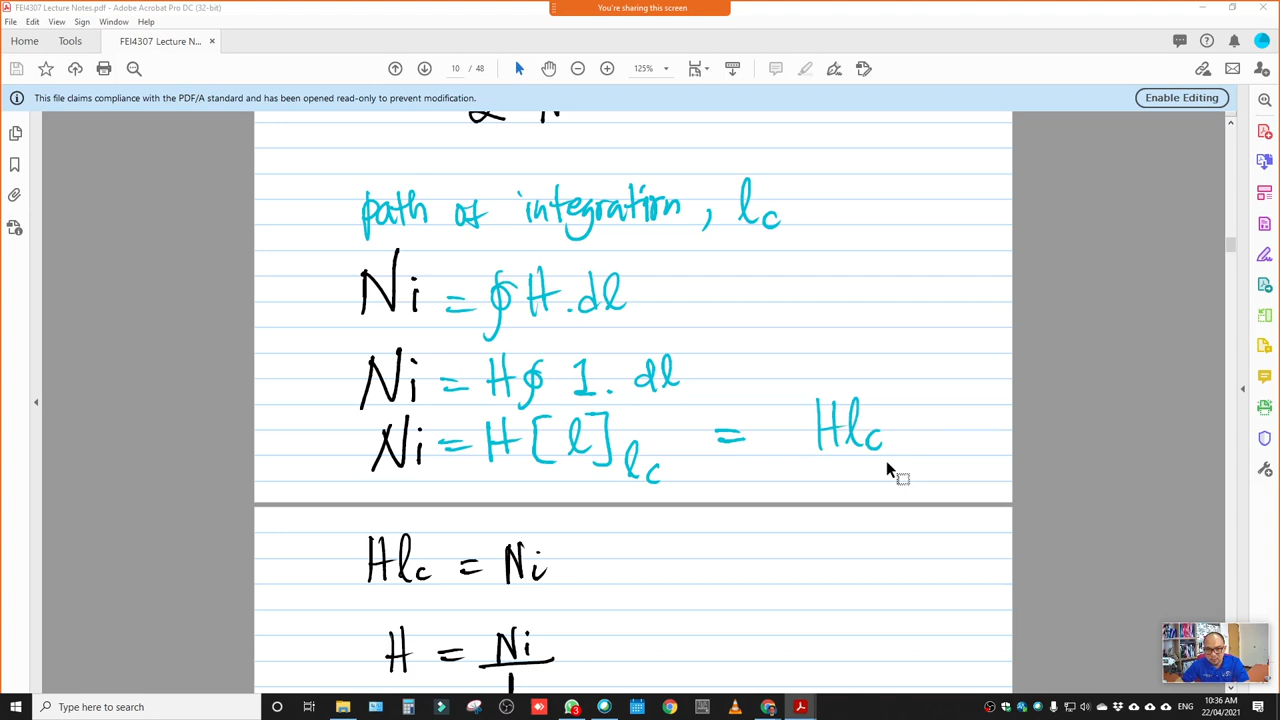 FEI4307 Lecture Notes.pdf - Adobe Acrobat Pro DC (32-bit)
You're sharing this screen
File Edit View Sign Window Help
Home Tools FEI4307 Lecture N... ×
10 / 48 125%
This file claims compliance with the PDF/A standard and has been opened read-only to prevent modification. Enable Editing
path of integration, lc
Ni = ∮ H . dl
Ni = H ∮ 1 . dl
Ni = H [ l ] lc = Hlc
Hlc = Ni
H = Ni
Type here to search
3
ENG
10:36 AM
22/04/2021